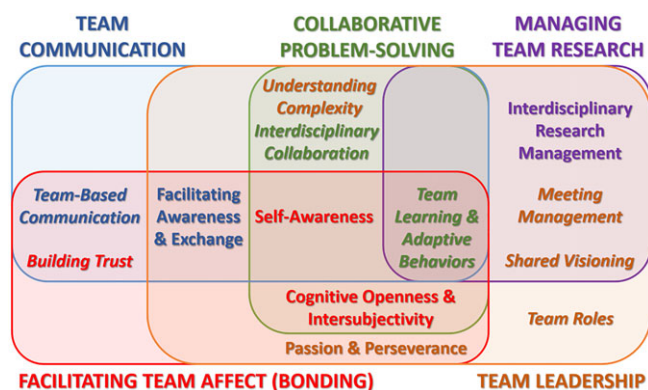 TEAM
COMMUNICATION
COLLABORATIVE
PROBLEM-SOLVING
MANAGING
TEAM RESEARCH
Understanding
Complexity
Interdisciplinary
Collaboration
Interdisciplinary
Research
Management
Team-Based
Communication
Building Trust
Facilitating
Awareness
& Exchange
Self-Awareness
Team
Learning &
Adaptive
Behaviors
Meeting
Management
Shared Visioning
Cognitive Openness &
Intersubjectivity
Team Roles
Passion & Perseverance
FACILITATING TEAM AFFECT (BONDING)
TEAM LEADERSHIP